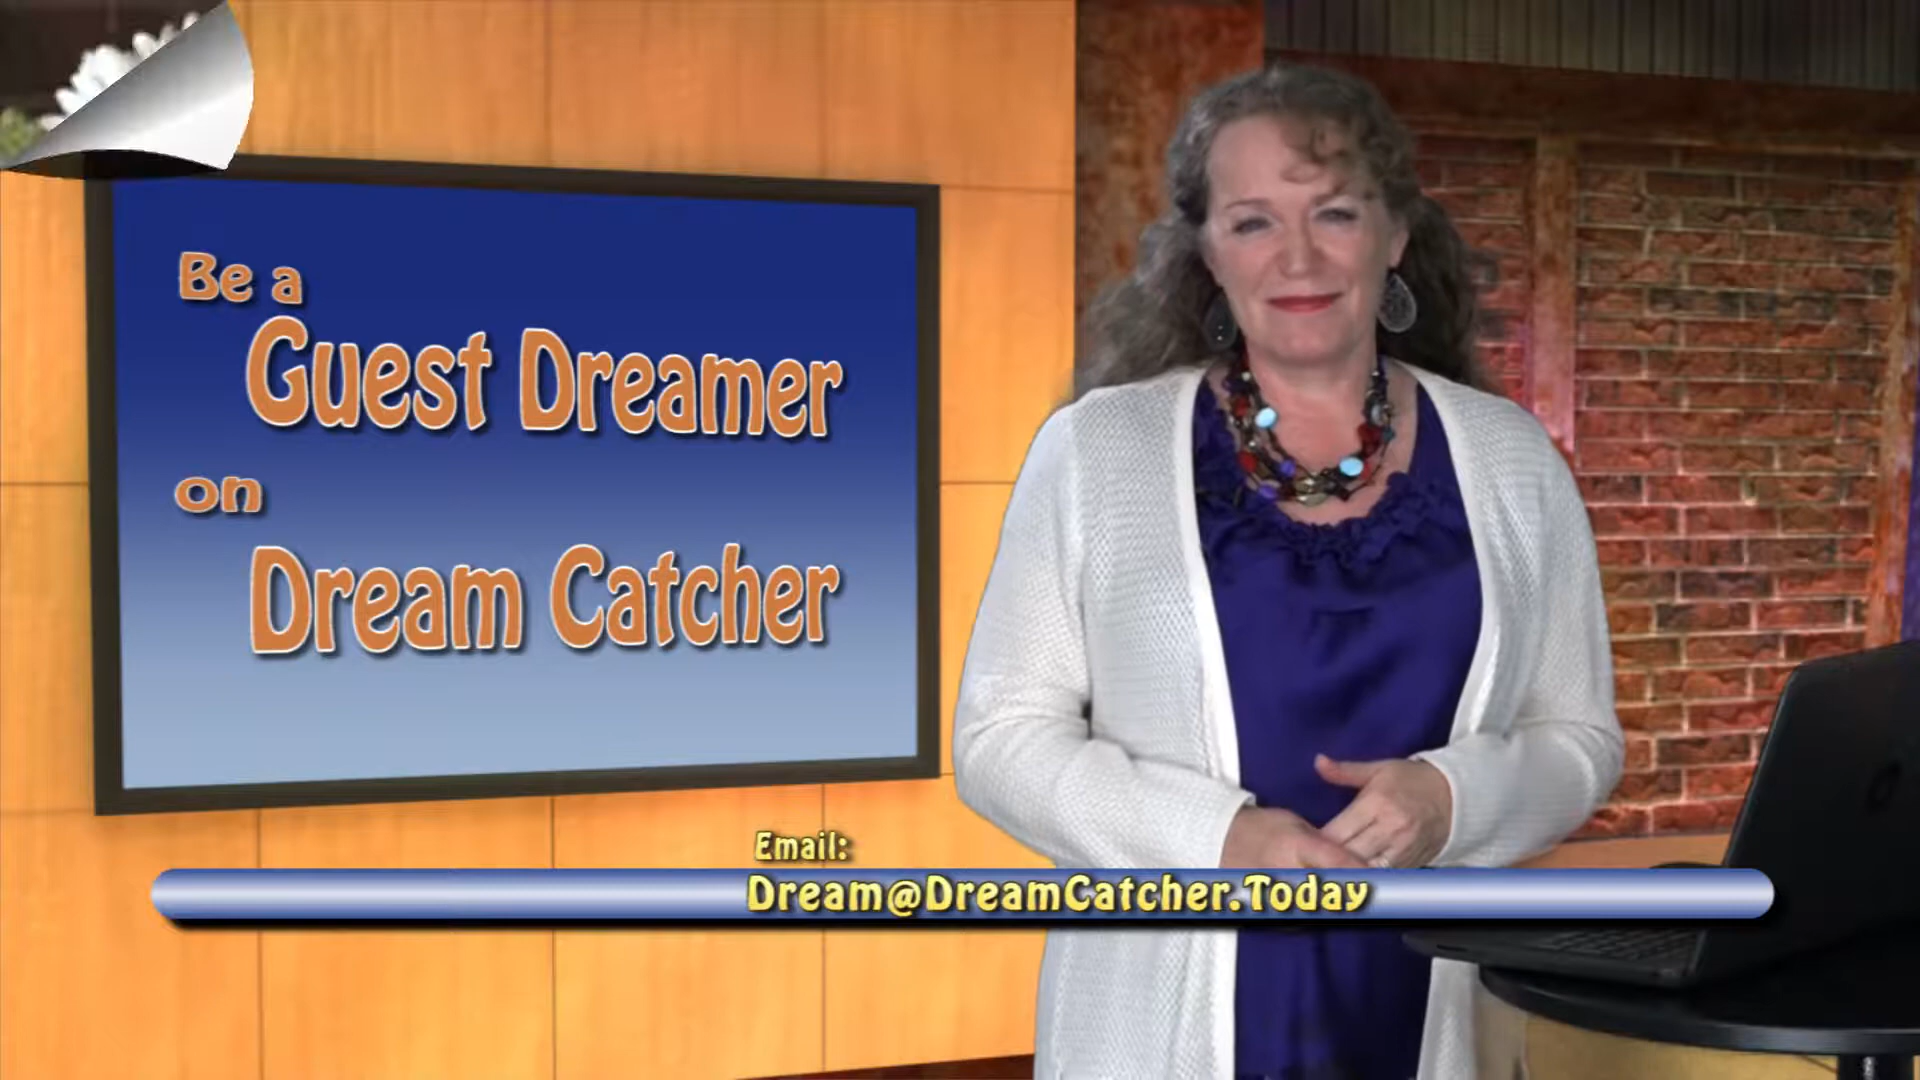 Be a
Guest Dreamer
on
Dream Catcher
Email:
Dream@DreamCatcher.Today